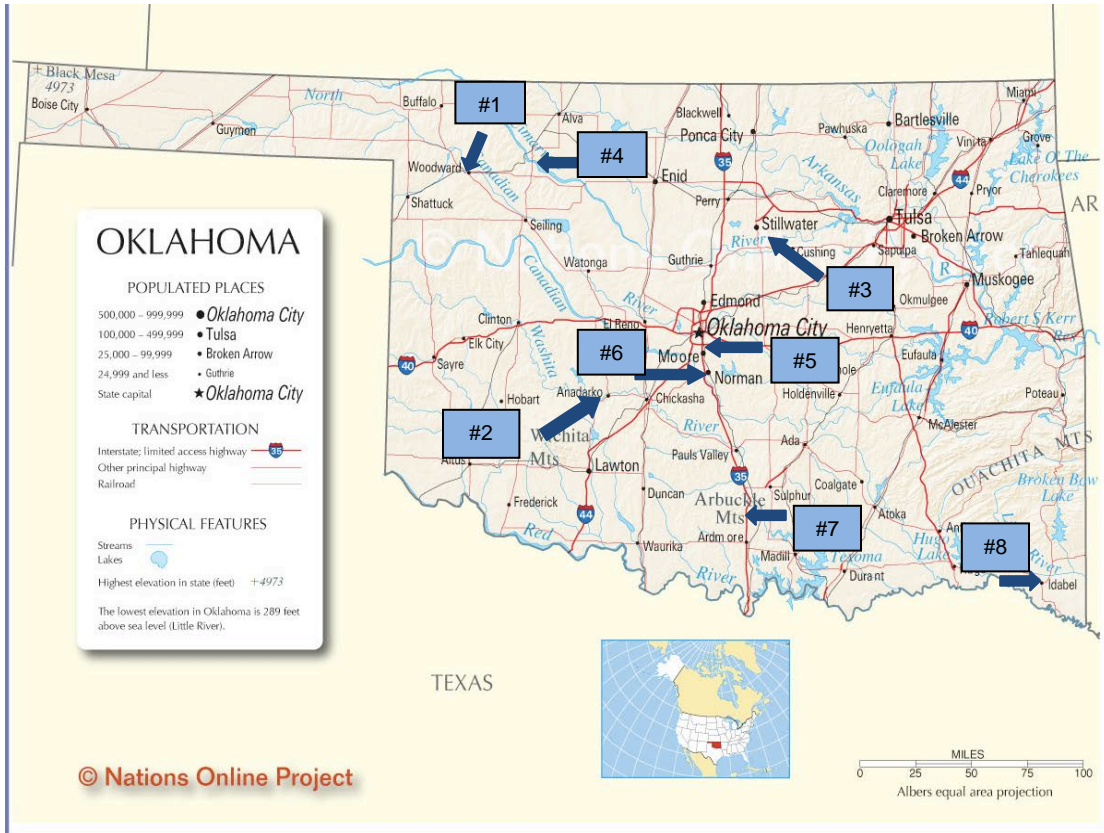 Black Mesa
4973
Boise City
Guymon
North
Buffalo
#1
Alva
Blackwell
Ponca City
Pawhuska
Bartlesville
Oologah
Lake
Miami
Vinita
Grove
Lake O' The
Cherokees
Woodward
Canadian
#4
Enid
35
Arkansas
44
Claremore
Pryor
AR
Shattuck
Seiling
Perry
Stillwater
River
Cushing
Tulsa
Broken Arrow
Sapulpa
Tahlequah
© Nations Onlin
Watonga
Guthrie
#3
R
Muskogee
Canadian
River
Edmond
Okmulgee
Robert S Kerr
Res
Clinton
El Reno
Oklahoma City
Henryetta
40
Washita
Elk City
Sayre
40
#6
Moore
#5
Norman
Holdenville
Eufaula
Eufaula
Lake
Poteau
Hobart
Anadarko
Chickasha
#2
Wichita
Mts
Altus
Lawton
River
Pauls Valley
Ada
McAlester
OUACHITA MTS
Broken Bow
Lake
35
Frederick
Duncan
Arbuckle
Mts
Sulphur
Coalgate
Atoka
44
#7
Red
Waurika
Ardmore
Madill
Texoma
Hugo
Lake
#8
River
River
Durant
Idabel
OKLAHOMA
POPULATED PLACES
500,000 – 999,999 Oklahoma City
100,000 – 499,999 Tulsa
25,000 – 99,999 Broken Arrow
24,999 and less Guthrie
State capital Oklahoma City
TRANSPORTATION
Interstate; limited access highway 35
Other principal highway
Railroad
PHYSICAL FEATURES
Streams
Lakes
Highest elevation in state (feet) +4973
The lowest elevation in Oklahoma is 289 feet
above sea level (Little River).
TEXAS
© Nations Online Project
MILES
0 25 50 75 100
Albers equal area projection